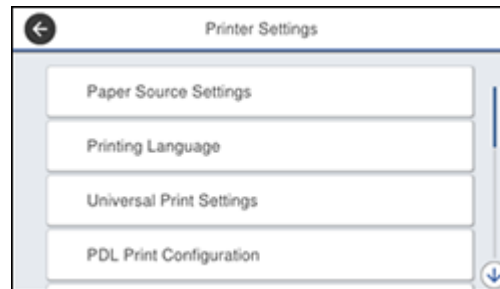 Printer Settings
Paper Source Settings
Printing Language
Universal Print Settings
PDL Print Configuration